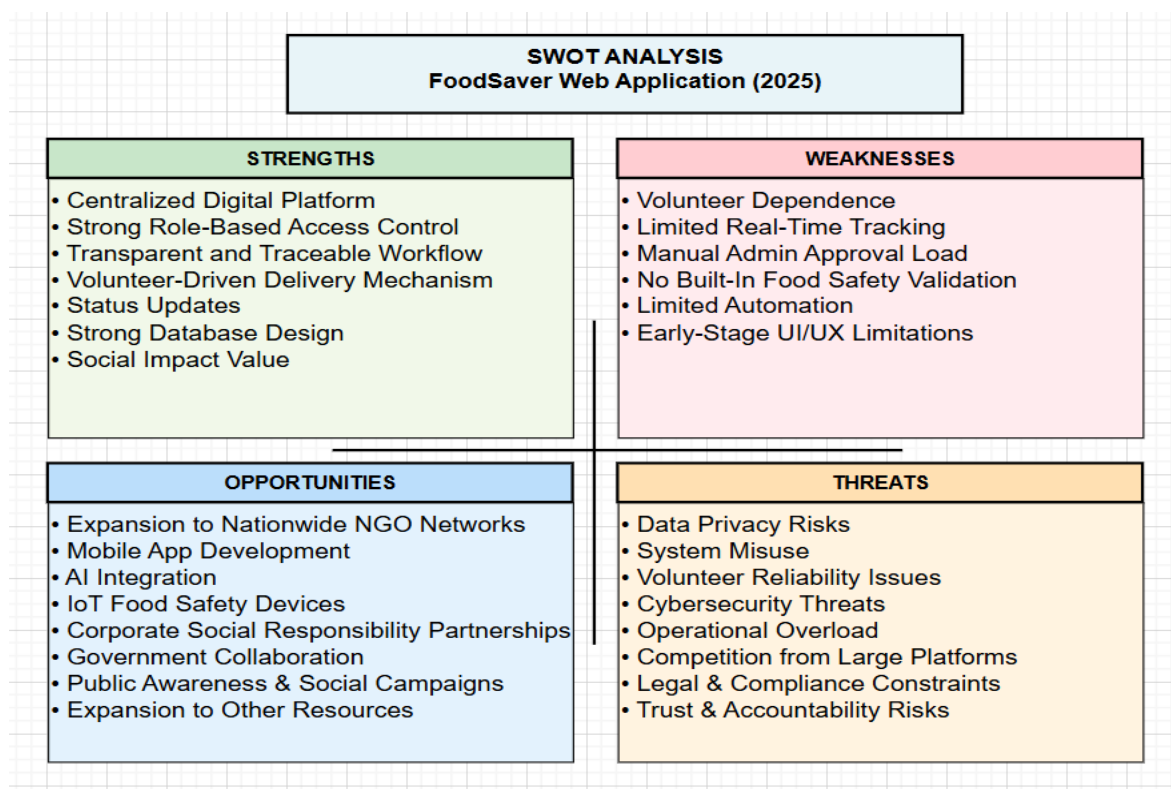 SWOT ANALYSIS
FoodSaver Web Application (2025)
STRENGTHS
• Centralized Digital Platform
• Strong Role-Based Access Control
• Transparent and Traceable Workflow
• Volunteer-Driven Delivery Mechanism
• Status Updates
• Strong Database Design
• Social Impact Value
WEAKNESSES
• Volunteer Dependence
• Limited Real-Time Tracking
• Manual Admin Approval Load
• No Built-In Food Safety Validation
• Limited Automation
• Early-Stage UI/UX Limitations
OPPORTUNITIES
• Expansion to Nationwide NGO Networks
• Mobile App Development
• AI Integration
• IoT Food Safety Devices
• Corporate Social Responsibility Partnerships
• Government Collaboration
• Public Awareness & Social Campaigns
• Expansion to Other Resources
THREATS
• Data Privacy Risks
• System Misuse
• Volunteer Reliability Issues
• Cybersecurity Threats
• Operational Overload
• Competition from Large Platforms
• Legal & Compliance Constraints
• Trust & Accountability Risks